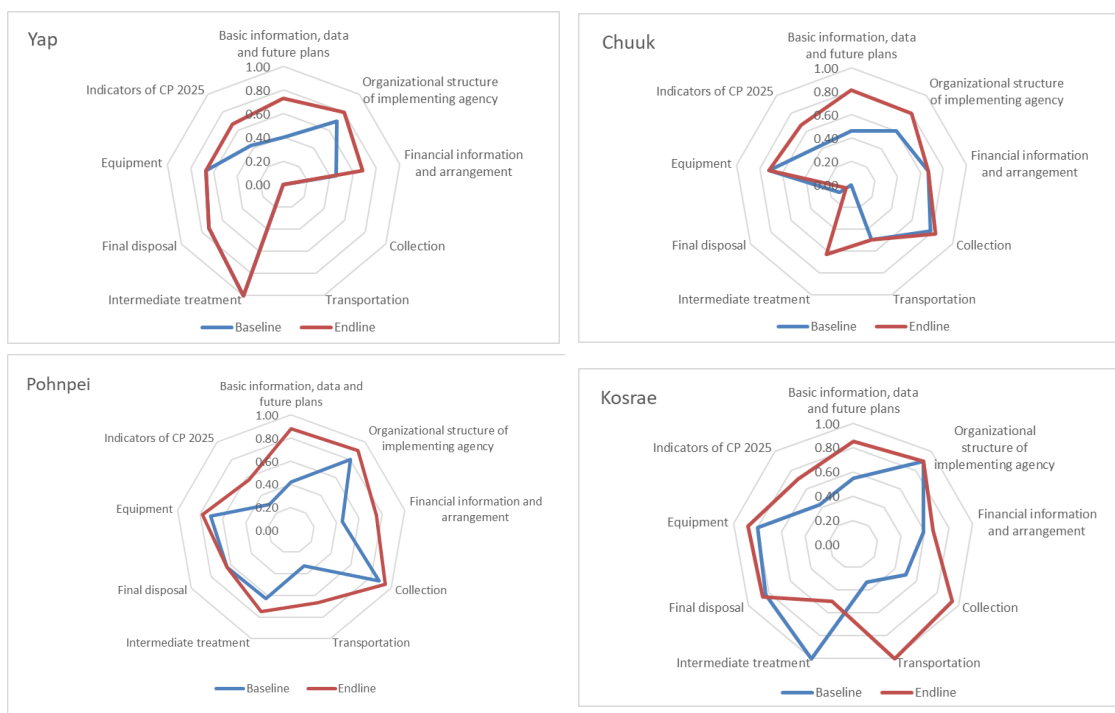 Yap
Basic information, data
and future plans
1.00
0.80
0.60
0.40
0.20
0.00
Organizational structure
of implementing agency
Financial information
and arrangement
Collection
Transportation
Intermediate treatment
Final disposal
Equipment
Indicators of CP 2025
Baseline
Endline
Chuuk
Basic information, data
and future plans
1.00
0.80
0.60
0.40
0.20
0.00
Organizational structure
of implementing agency
Financial information
and arrangement
Collection
Transportation
Intermediate treatment
Final disposal
Equipment
Indicators of CP 2025
Baseline
Endline
Pohnpei
Basic information, data and
future plans
1.00
0.80
0.60
0.40
0.20
0.00
Organizational structure of
implementing agency
Financial information and
arrangement
Collection
Transportation
Intermediate treatment
Final disposal
Equipment
Indicators of CP 2025
Baseline
Endline
Kosrae
Basic information, data
and future plans
1.00
0.80
0.60
0.40
0.20
0.00
Organizational
structure of
implementing agency
Financial information
and arrangement
Collection
Transportation
Intermediate treatment
Final disposal
Equipment
Indicators of CP 2025
Baseline
Endline